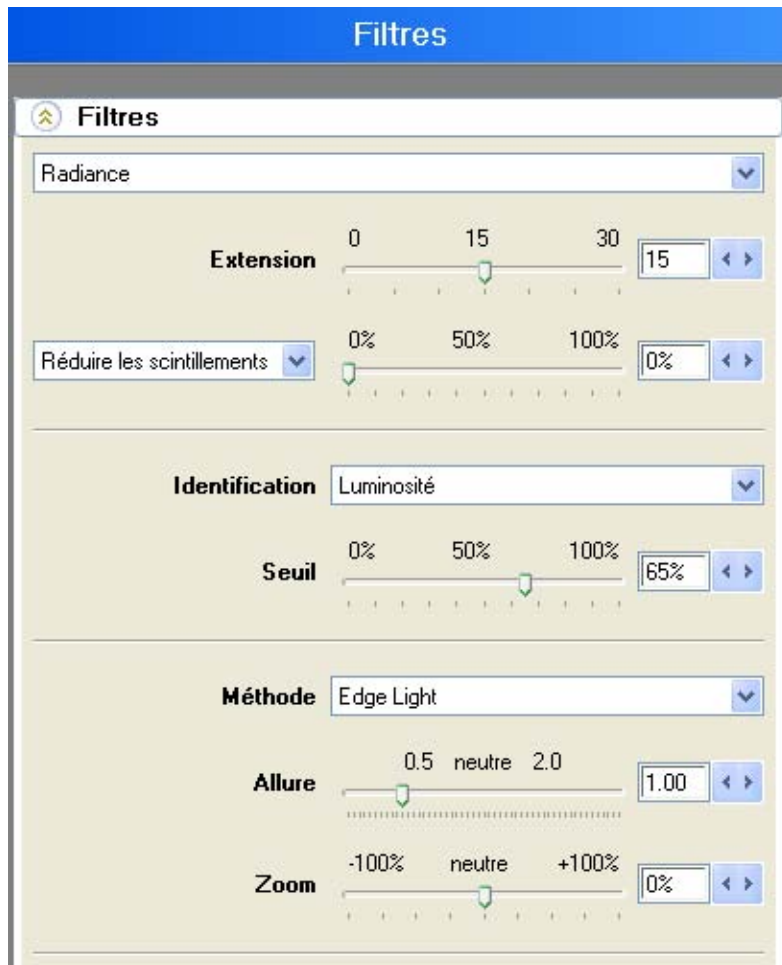 Filtres
Filtres
Radiance
0 15 30
Extension 15
0% 50% 100%
Réduire les scintillements 0%
Identification Luminosité
0% 50% 100%
Seuil 65%
Méthode Edge Light
0.5 neutre 2.0
Allure 1.00
-100% neutre +100%
Zoom 0%